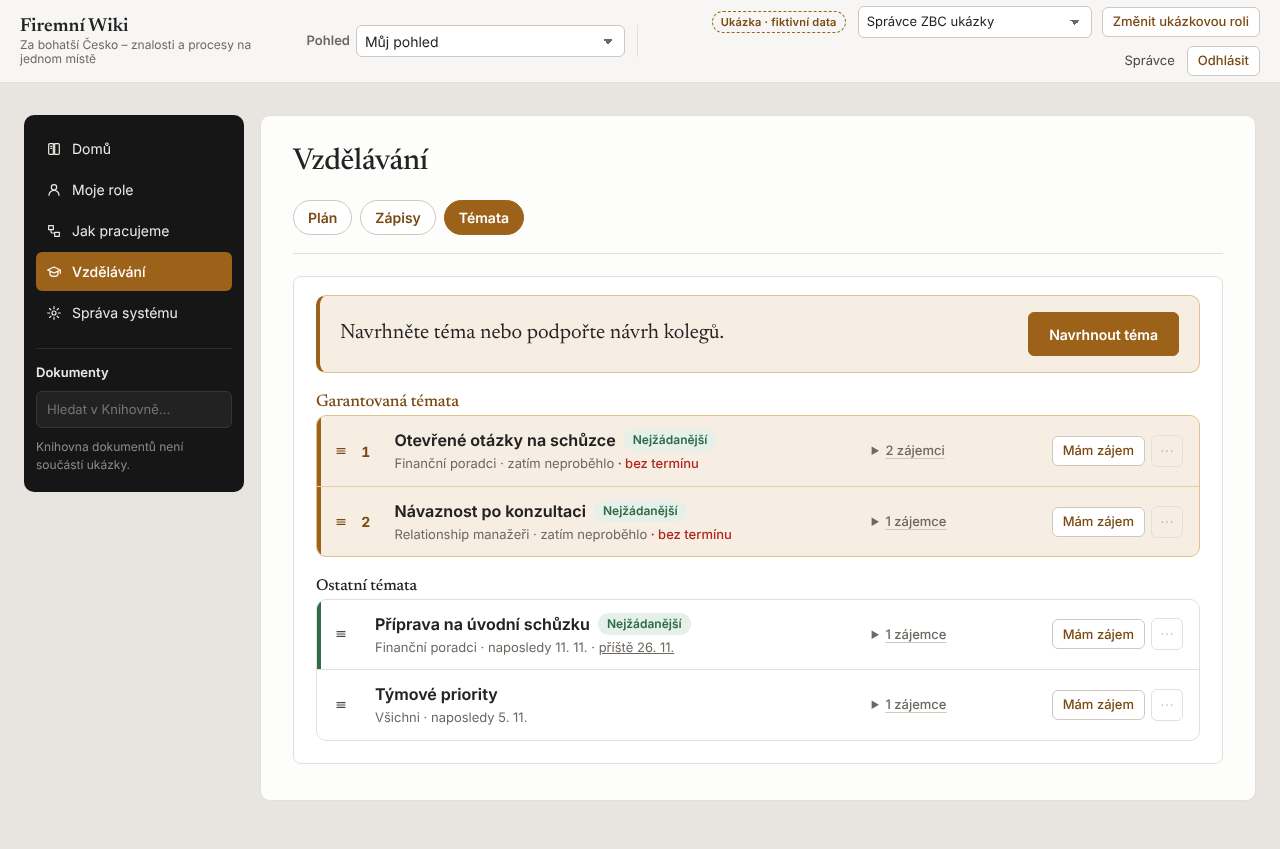 Firemní Wiki
Za bohatší Česko – znalosti a procesy na
jednom místě
Pohled
Můj pohled
Ukázka · fiktivní data
Správce ZBC ukázky
Změnit ukázkovou roli
Správce
Odhlásit
Domů
Moje role
Jak pracujeme
Vzdělávání
Správa systému
Dokumenty
Hledat v Knihovně...
Knihovna dokumentů není
součástí ukázky.
Vzdělávání
Plán
Zápisy
Témata
Navrhněte téma nebo podpořte návrh kolegů.
Navrhnout téma
Garantovaná témata
1
Otevřené otázky na schůzce
Nejžádanější
Finanční poradci · zatím neproběhlo · bez termínu
2 zájemci
Mám zájem
...
2
Návaznost po konzultaci
Nejžádanější
Relationship manažeři · zatím neproběhlo · bez termínu
1 zájemce
Mám zájem
...
Ostatní témata
Příprava na úvodní schůzku
Nejžádanější
Finanční poradci · naposledy 11. 11. · příště 26. 11.
1 zájemce
Mám zájem
...
Týmové priority
Všichni · naposledy 5. 11.
1 zájemce
Mám zájem
...